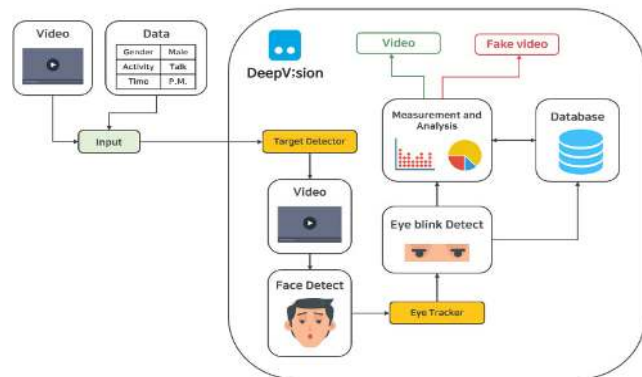 Video
Data
Gender Male
Activity Talk
Time P.M.
Input
DeepV:sion
Video
Fake video
Target Detector
Measurement and
Analysis
Database
Video
Eye blink Detect
Face Detect
Eye Tracker